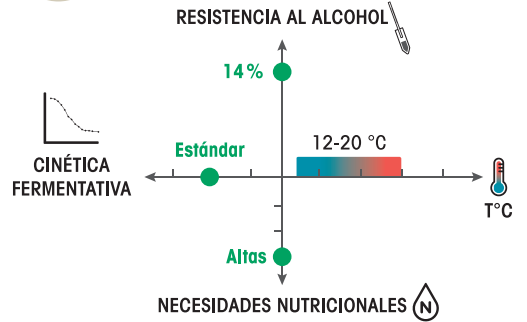 RESISTENCIA AL ALCOHOL
14%
CINÉTICA
FERMENTATIVA
Estándar
12-20 °C
T°C
Altas
NECESIDADES NUTRICIONALES
N